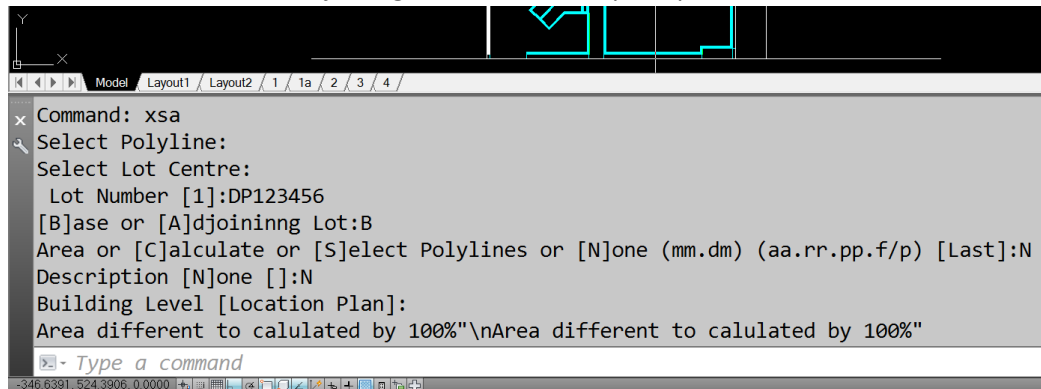 Y
X
Model / Layout1 / Layout2 / 1 / 1a / 2 / 3 / 4 /
Command: xsa
Select Polyline:
Select Lot Centre:
Lot Number [1]:DP123456
[B]ase or [A]djoininng Lot:B
Area or [C]alculate or [S]elect Polylines or [N]one (mm.dm) (aa.rr.pp.f/p) [Last]:N
Description [N]one []:N
Building Level [Location Plan]:
Area different to calulated by 100%"\nArea different to calulated by 100%"
Type a command
-346.6391, 524.3906, 0.0000